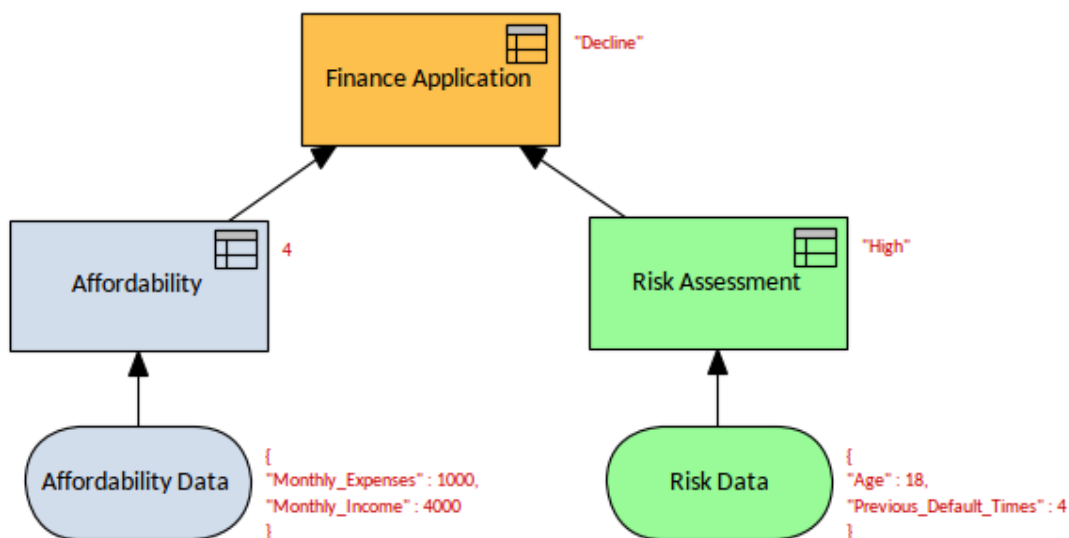 Finance Application
"Decline"
Affordability
4
Risk Assessment
"High"
Affordability Data
{
"Monthly_Expenses" : 1000,
"Monthly_Income" : 4000
}
Risk Data
{
"Age" : 18,
"Previous_Default_Times" : 4
}